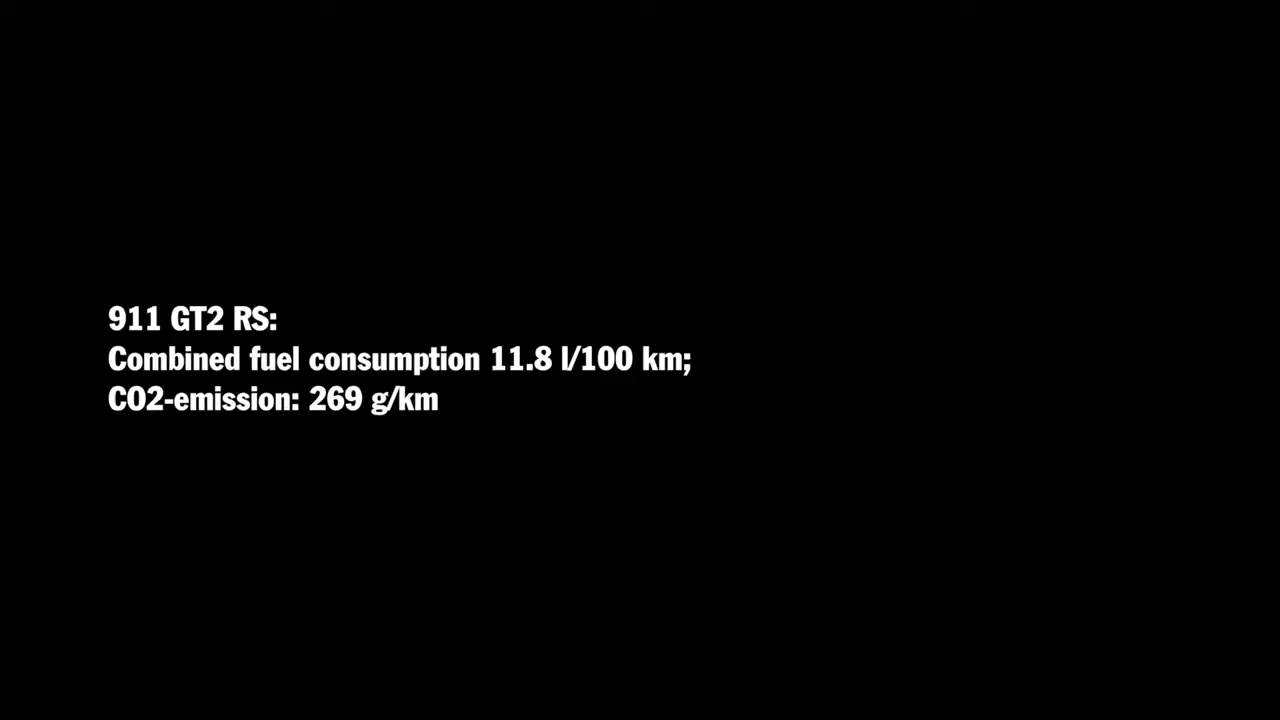 911 GT2 RS:
Combined fuel consumption 11.8 l/100 km;
CO2-emission: 269 g/km